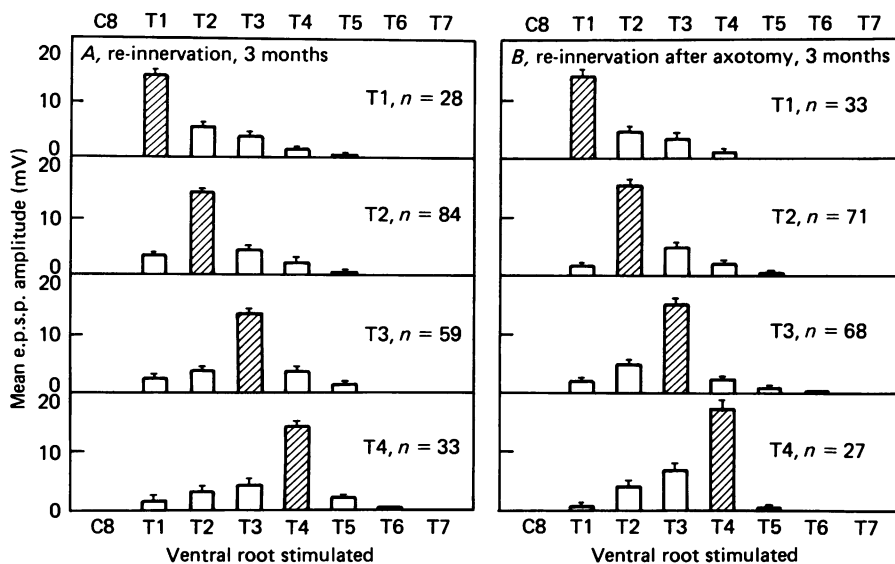 C8 T1 T2 T3 T4 T5 T6 T7
C8 T1 T2 T3 T4 T5 T6 T7
Mean e.p.s.p. amplitude (mV)
A, re-innervation, 3 months
20
10
0
T1, n = 28
20
10
0
T2, n = 84
20
10
0
T3, n = 59
20
10
0
T4, n = 33
B, re-innervation after axotomy, 3 months
T1, n = 33
T2, n = 71
T3, n = 68
T4, n = 27
C8 T1 T2 T3 T4 T5 T6 T7
C8 T1 T2 T3 T4 T5 T6 T7
Ventral root stimulated
Ventral root stimulated